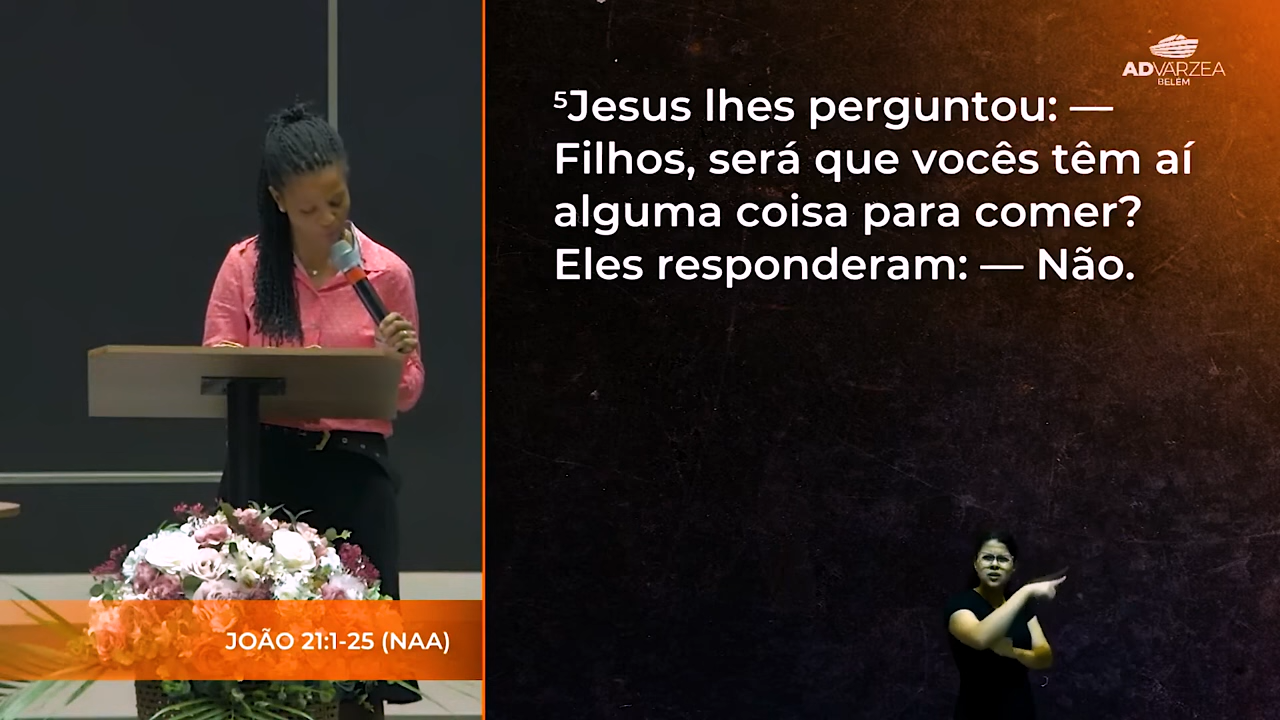 ADVARZEA
BELÉM
⁵Jesus lhes perguntou: —
Filhos, será que vocês têm aí
alguma coisa para comer?
Eles responderam: — Não.
JOÃO 21:1-25 (NAA)